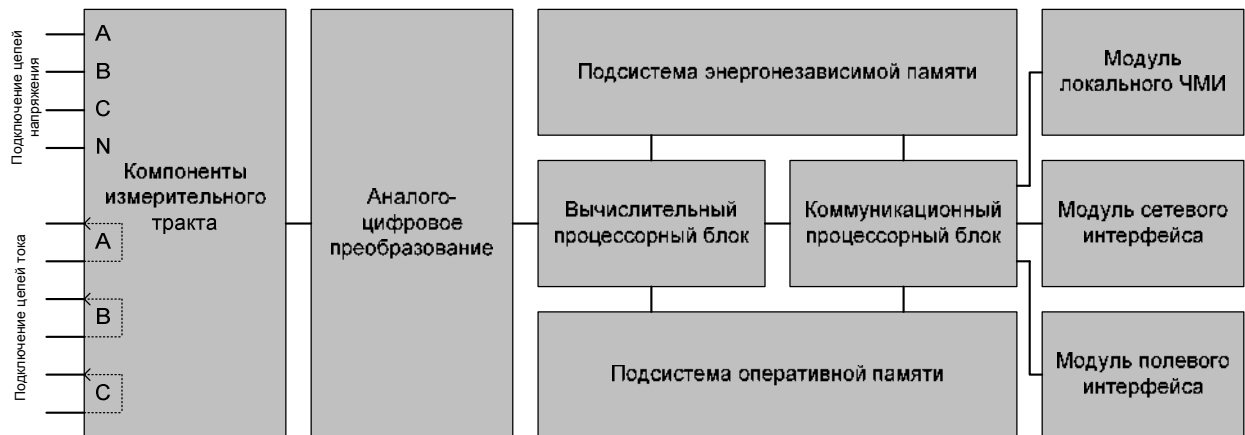 Подключение цепей
напряжения
A
B
C
N
Подключение цепей тока
A
B
C
Компоненты
измерительного
тракта
Аналого-
цифровое
преобразование
Подсистема энергонезависимой памяти
Вычислительный
процессорный блок
Коммуникационный
процессорный блок
Подсистема оперативной памяти
Модуль
локального ЧМИ
Модуль сетевого
интерфейса
Модуль полевого
интерфейса